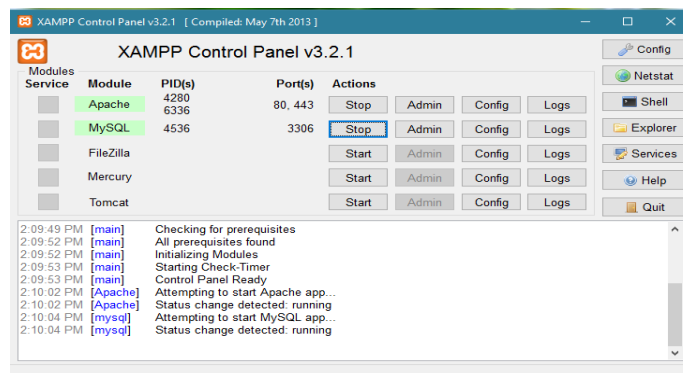 XAMPP Control Panel v3.2.1 [ Compiled: May 7th 2013 ]
XAMPP Control Panel v3.2.1
Config
Modules
Service Module PID(s) Port(s) Actions
Netstat
Apache 4280 6336 80, 443 Stop Admin Config Logs
Shell
MySQL 4536 3306 Stop Admin Config Logs
Explorer
FileZilla Start Admin Config Logs
Services
Mercury Start Admin Config Logs
Help
Tomcat Start Admin Config Logs
Quit
2:09:49 PM [main] Checking for prerequisites
2:09:52 PM [main] All prerequisites found
2:09:52 PM [main] Initializing Modules
2:09:53 PM [main] Starting Check-Timer
2:09:53 PM [main] Control Panel Ready
2:10:02 PM [Apache] Attempting to start Apache app...
2:10:02 PM [Apache] Status change detected: running
2:10:04 PM [mysql] Attempting to start MySQL app...
2:10:04 PM [mysql] Status change detected: running